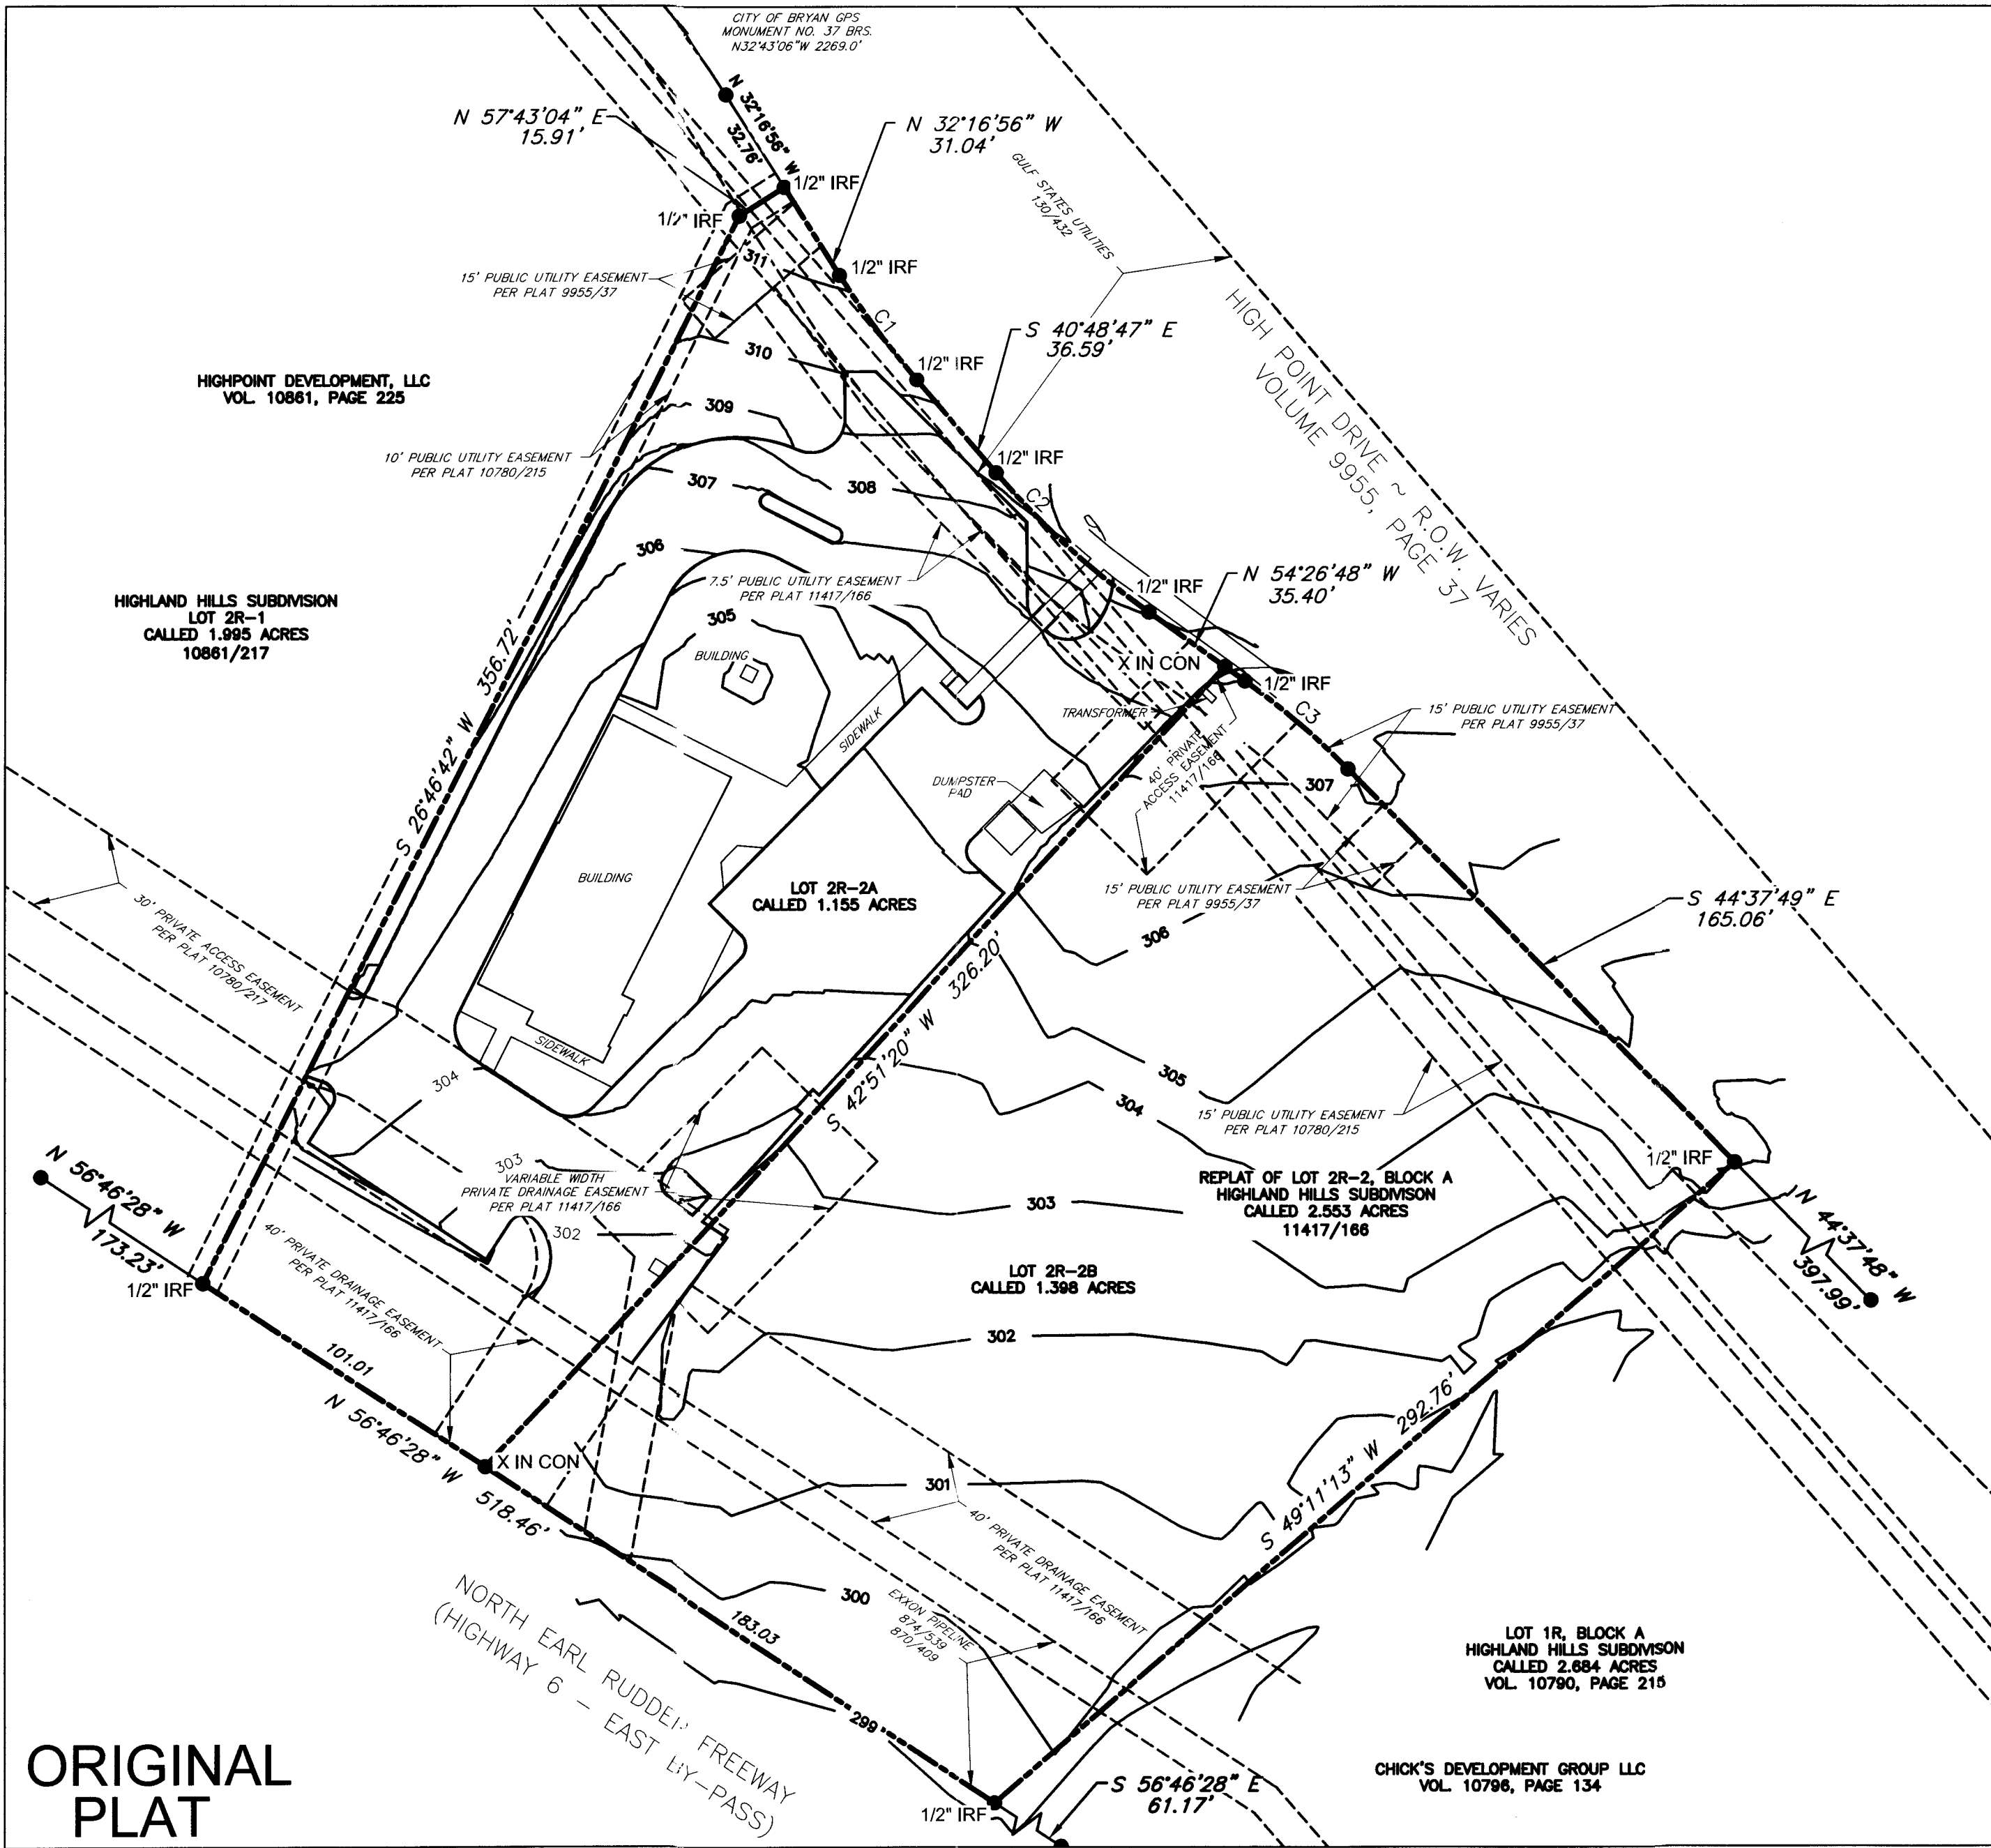 CITY OF BRYAN GPS
MONUMENT NO. 37 BRS.
N32°43'06"W 2269.0'
N 32°16'56" W
32.76'
N 57°43'04" E
15.91'
N 32°16'56" W
31.04'
1/2" IRF
1/2" IRF
GULF STATES UTILITIES
130/432
311
1/2" IRF
15' PUBLIC UTILITY EASEMENT
PER PLAT 9955/37
C1
S 40°48'47" E
36.59'
310
1/2" IRF
HIGH POINT DRIVE ~ R.O.W. VARIES
VOLUME 9955, PAGE 37
HIGHPOINT DEVELOPMENT, LLC
VOL. 10861, PAGE 225
309
10' PUBLIC UTILITY EASEMENT
PER PLAT 10780/215
1/2" IRF
307
308
C2
306
7.5' PUBLIC UTILITY EASEMENT
PER PLAT 11417/166
305
1/2" IRF
N 54°26'48" W
35.40'
HIGHLAND HILLS SUBDIVISION
LOT 2R-1
CALLED 1.995 ACRES
10861/217
S 26°46'42" W 356.72'
BUILDING
X IN CON
1/2" IRF
TRANSFORMER
SIDEWALK
C3
15' PUBLIC UTILITY EASEMENT
PER PLAT 9955/37
40' PRIVATE
ACCESS EASEMENT
11417/166
DUMPSTER
PAD
307
BUILDING
LOT 2R-2A
CALLED 1.155 ACRES
15' PUBLIC UTILITY EASEMENT
PER PLAT 9955/37
306
S 44°37'49" E
165.06'
30' PRIVATE ACCESS EASEMENT
PER PLAT 10780/217
S 42°51'20" W 326.20'
SIDEWALK
304
305
304
15' PUBLIC UTILITY EASEMENT
PER PLAT 10780/215
1/2" IRF
N 56°46'28" W
173.23'
303
VARIABLE WIDTH
PRIVATE DRAINAGE EASEMENT
PER PLAT 11417/166
302
303
REPLAT OF LOT 2R-2, BLOCK A
HIGHLAND HILLS SUBDIVISON
CALLED 2.553 ACRES
11417/166
N 44°37'48" W
397.99'
1/2" IRF
40' PRIVATE DRAINAGE EASEMENT
PER PLAT 11417/166
LOT 2R-2B
CALLED 1.398 ACRES
302
101.01
N 56°46'28" W 518.46'
X IN CON
S 49°11'13" W 292.76'
301
40' PRIVATE DRAINAGE EASEMENT
PER PLAT 11417/166
300
EXXON PIPELINE
874/539
870/409
183.03
NORTH EARL RUDDER FREEWAY
(HIGHWAY 6 - EAST BY-PASS)
299
LOT 1R, BLOCK A
HIGHLAND HILLS SUBDIVISON
CALLED 2.684 ACRES
VOL. 10790, PAGE 215
CHICK'S DEVELOPMENT GROUP LLC
VOL. 10796, PAGE 134
S 56°46'28" E
61.17'
1/2" IRF
ORIGINAL
PLAT